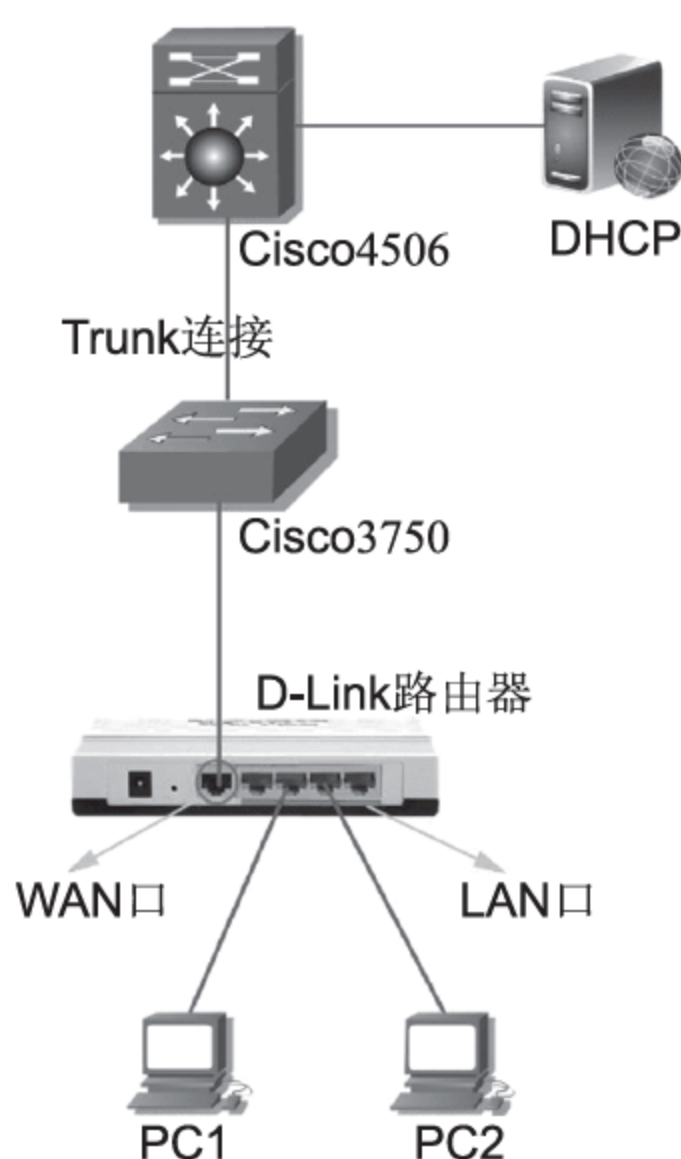 Cisco4506
DHCP
Trunk连接
Cisco3750
D-Link路由器
WAN口
LAN口
PC1
PC2